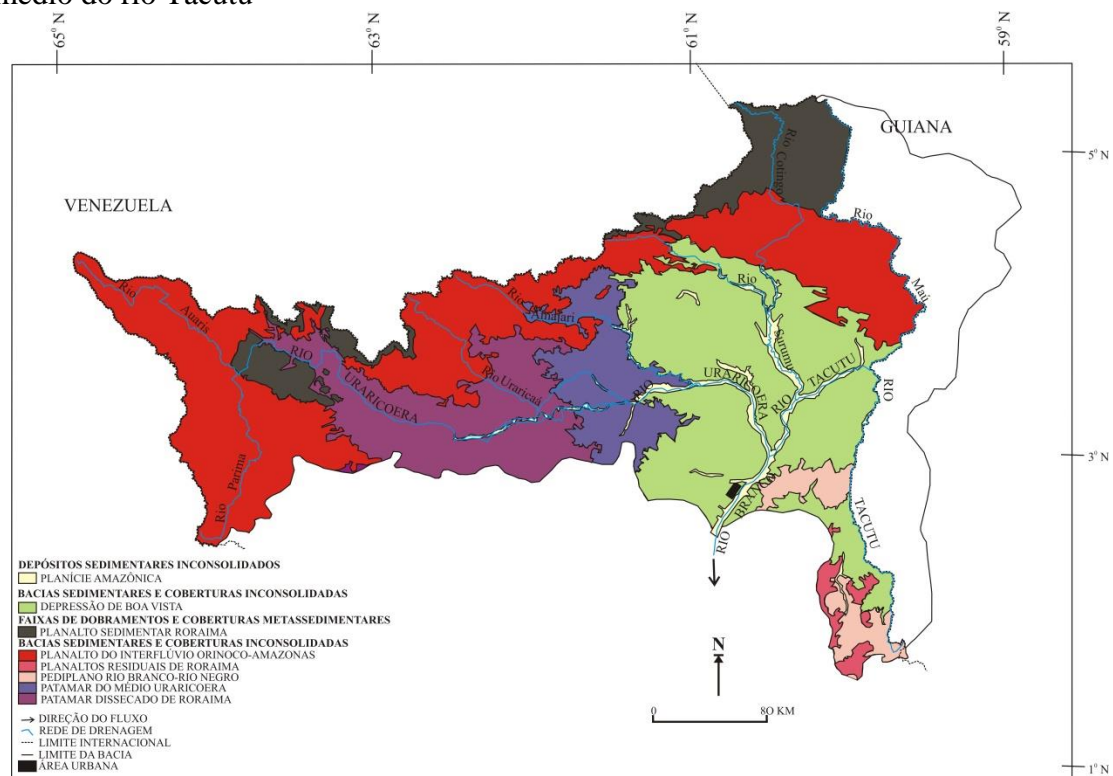 médio do rio Tacutu
65° N
63° N
61° N
59° N
GUIANA
5° N
Rio Cotingo
VENEZUELA
Rio
Maú
Rio
Auaris
Rio
Amajarí
Rio
Surumu
RIO
URARICOERA
Rio Uraricaá
RIO
URARICOERA
RIO
TACUTU
RIO
Rio
Parima
3° N
RIO
BRANCO
TACUTU
DEPÓSITOS SEDIMENTARES INCONSOLIDADOS
PLANÍCIE AMAZÔNICA
BACIAS SEDIMENTARES E COBERTURAS INCONSOLIDADAS
DEPRESSÃO DE BOA VISTA
FAIXAS DE DOBRAMENTOS E COBERTURAS METASSEDIMENTARES
PLANALTO SEDIMENTAR RORAIMA
BACIAS SEDIMENTARES E COBERTURAS INCONSOLIDADAS
PLANALTO DO INTERFLÚVIO ORINOCO-AMAZONAS
PLANALTOS RESIDUAIS DE RORAIMA
PEDIPLANO RIO BRANCO-RIO NEGRO
PATAMAR DO MÉDIO URARICOERA
PATAMAR DISSECADO DE RORAIMA
DIREÇÃO DO FLUXO
REDE DE DRENAGEM
LIMITE INTERNACIONAL
LIMITE DA BACIA
ÁREA URBANA
N
0 8O KM
1° N